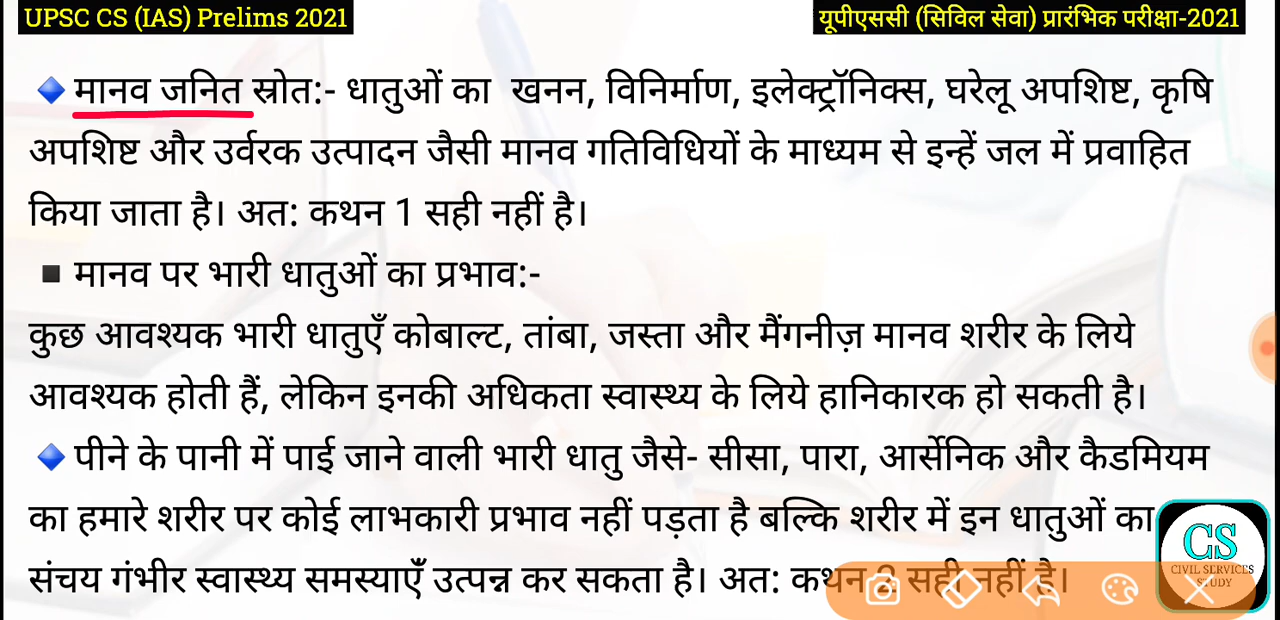 UPSC CS (IAS) Prelims 2021
यूपीएससी (सिविल सेवा) प्रारंभिक परीक्षा-2021
मानव जनित स्रोत:- धातुओं का खनन, विनिर्माण, इलेक्ट्रॉनिक्स, घरेलू अपशिष्ट, कृषि
अपशिष्ट और उर्वरक उत्पादन जैसी मानव गतिविधियों के माध्यम से इन्हें जल में प्रवाहित
किया जाता है। अत: कथन 1 सही नहीं है।
मानव पर भारी धातुओं का प्रभाव:-
कुछ आवश्यक भारी धातुएँ कोबाल्ट, तांबा, जस्ता और मैंगनीज़ मानव शरीर के लिये
आवश्यक होती हैं, लेकिन इनकी अधिकता स्वास्थ्य के लिये हानिकारक हो सकती है।
पीने के पानी में पाई जाने वाली भारी धातु जैसे- सीसा, पारा, आर्सेनिक और कैडमियम
का हमारे शरीर पर कोई लाभकारी प्रभाव नहीं पड़ता है बल्कि शरीर में इन धातुओं का
संचय गंभीर स्वास्थ्य समस्याएँ उत्पन्न कर सकता है। अत: कथन 2 सही नहीं है।
CS
CIVIL SERVICES
STUDY